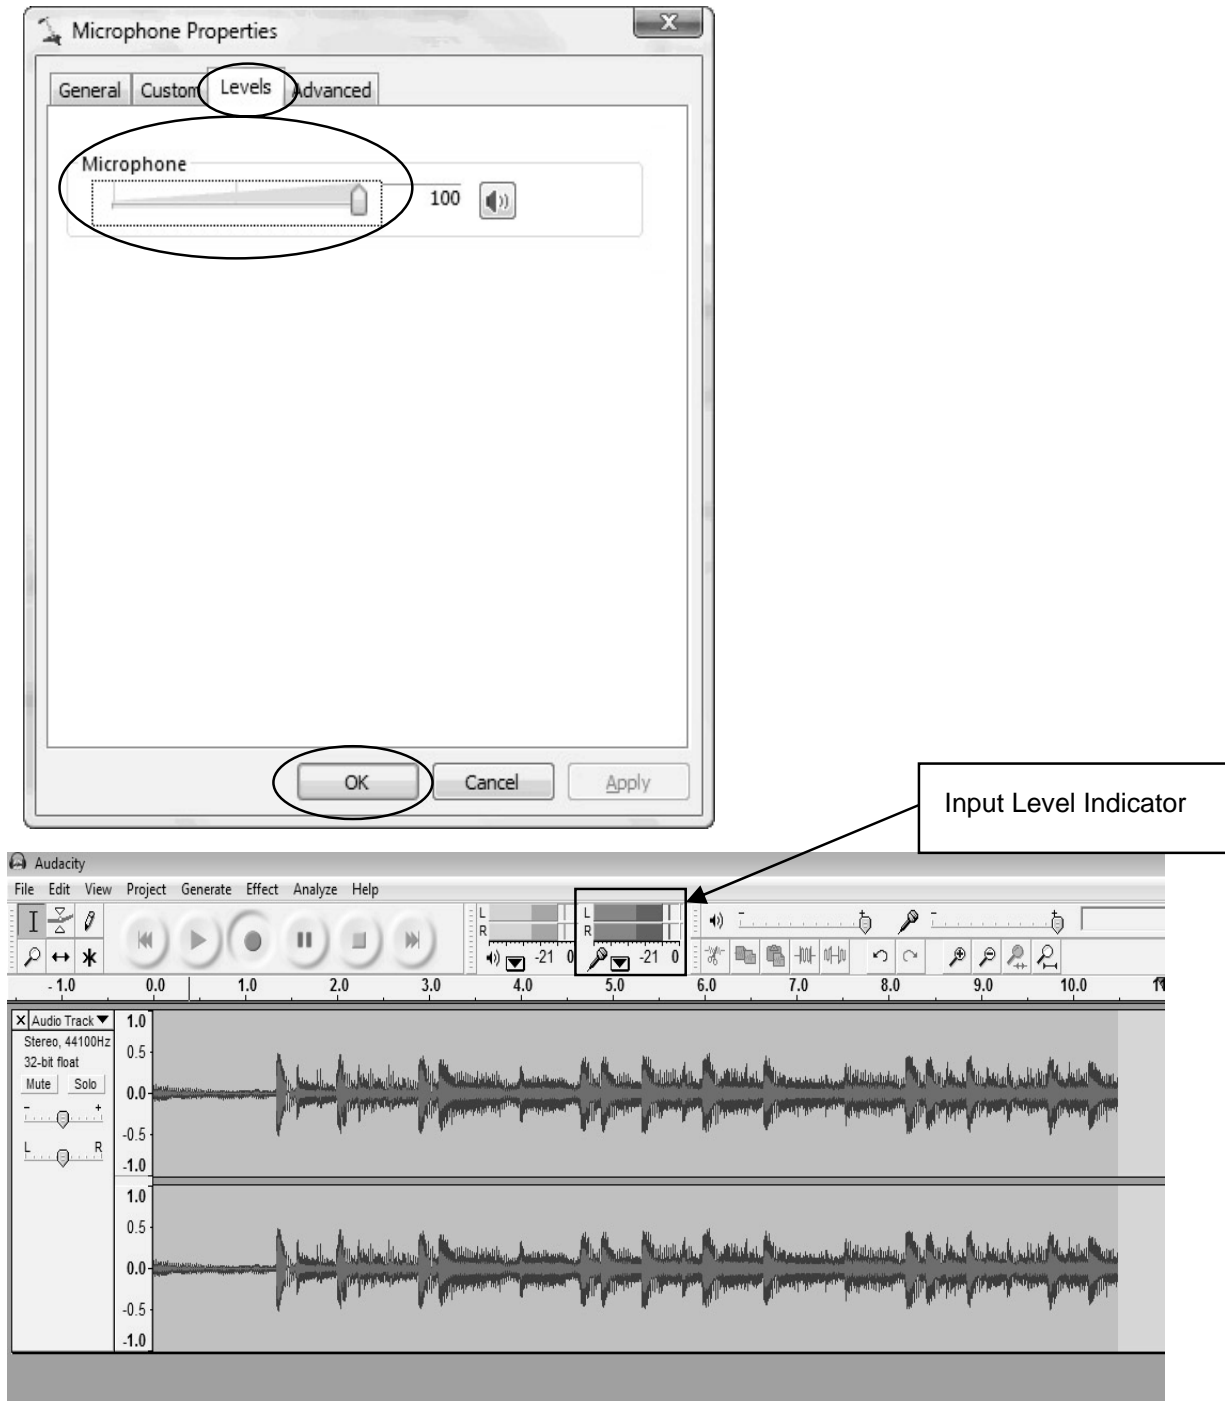 Microphone Properties
X
General Custom Levels Advanced
Microphone
100
OK Cancel Apply
Input Level Indicator
Audacity
File Edit View Project Generate Effect Analyze Help
L L
R R
-21 0 -21 0
- +
- 1.0 0.0 1.0 2.0 3.0 4.0 5.0 6.0 7.0 8.0 9.0 10.0
X Audio Track
Stereo, 44100Hz
32-bit float
Mute Solo
- +
L R
1.0
0.5
0.0
-0.5
-1.0
1.0
0.5
0.0
-0.5
-1.0